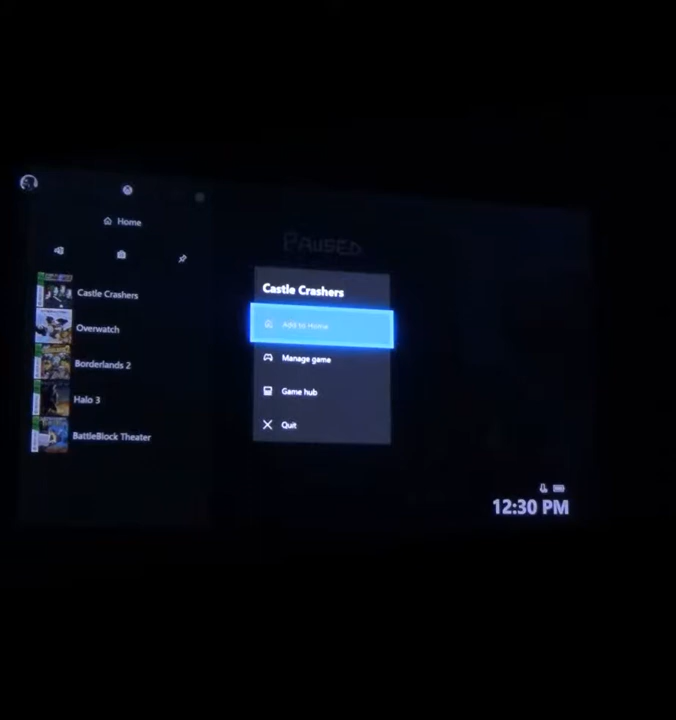 Home
PAUSED
Castle Crashers
Overwatch
Borderlands 2
Halo 3
BattleBlock Theater
Castle Crashers
Add to Home
Manage game
Game hub
Quit
12:30 PM